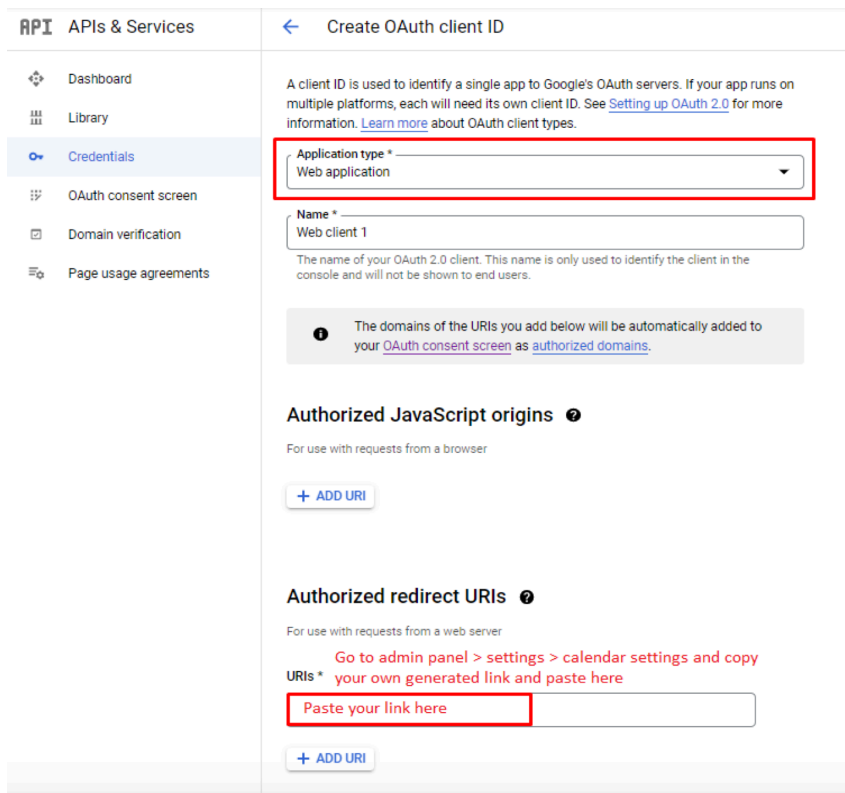 API APIs & Services
Create OAuth client ID
Dashboard
Library
Credentials
OAuth consent screen
Domain verification
Page usage agreements
A client ID is used to identify a single app to Google's OAuth servers. If your app runs on
multiple platforms, each will need its own client ID. See Setting up OAuth 2.0 for more
information. Learn more about OAuth client types.
Application type *
Web application
Name *
Web client 1
The name of your OAuth 2.0 client. This name is only used to identify the client in the
console and will not be shown to end users.
The domains of the URIs you add below will be automatically added to
your OAuth consent screen as authorized domains.
Authorized JavaScript origins
For use with requests from a browser
+ ADD URI
Authorized redirect URIs
For use with requests from a web server
Go to admin panel > settings > calendar settings and copy
URIs * your own generated link and paste here
Paste your link here
+ ADD URI